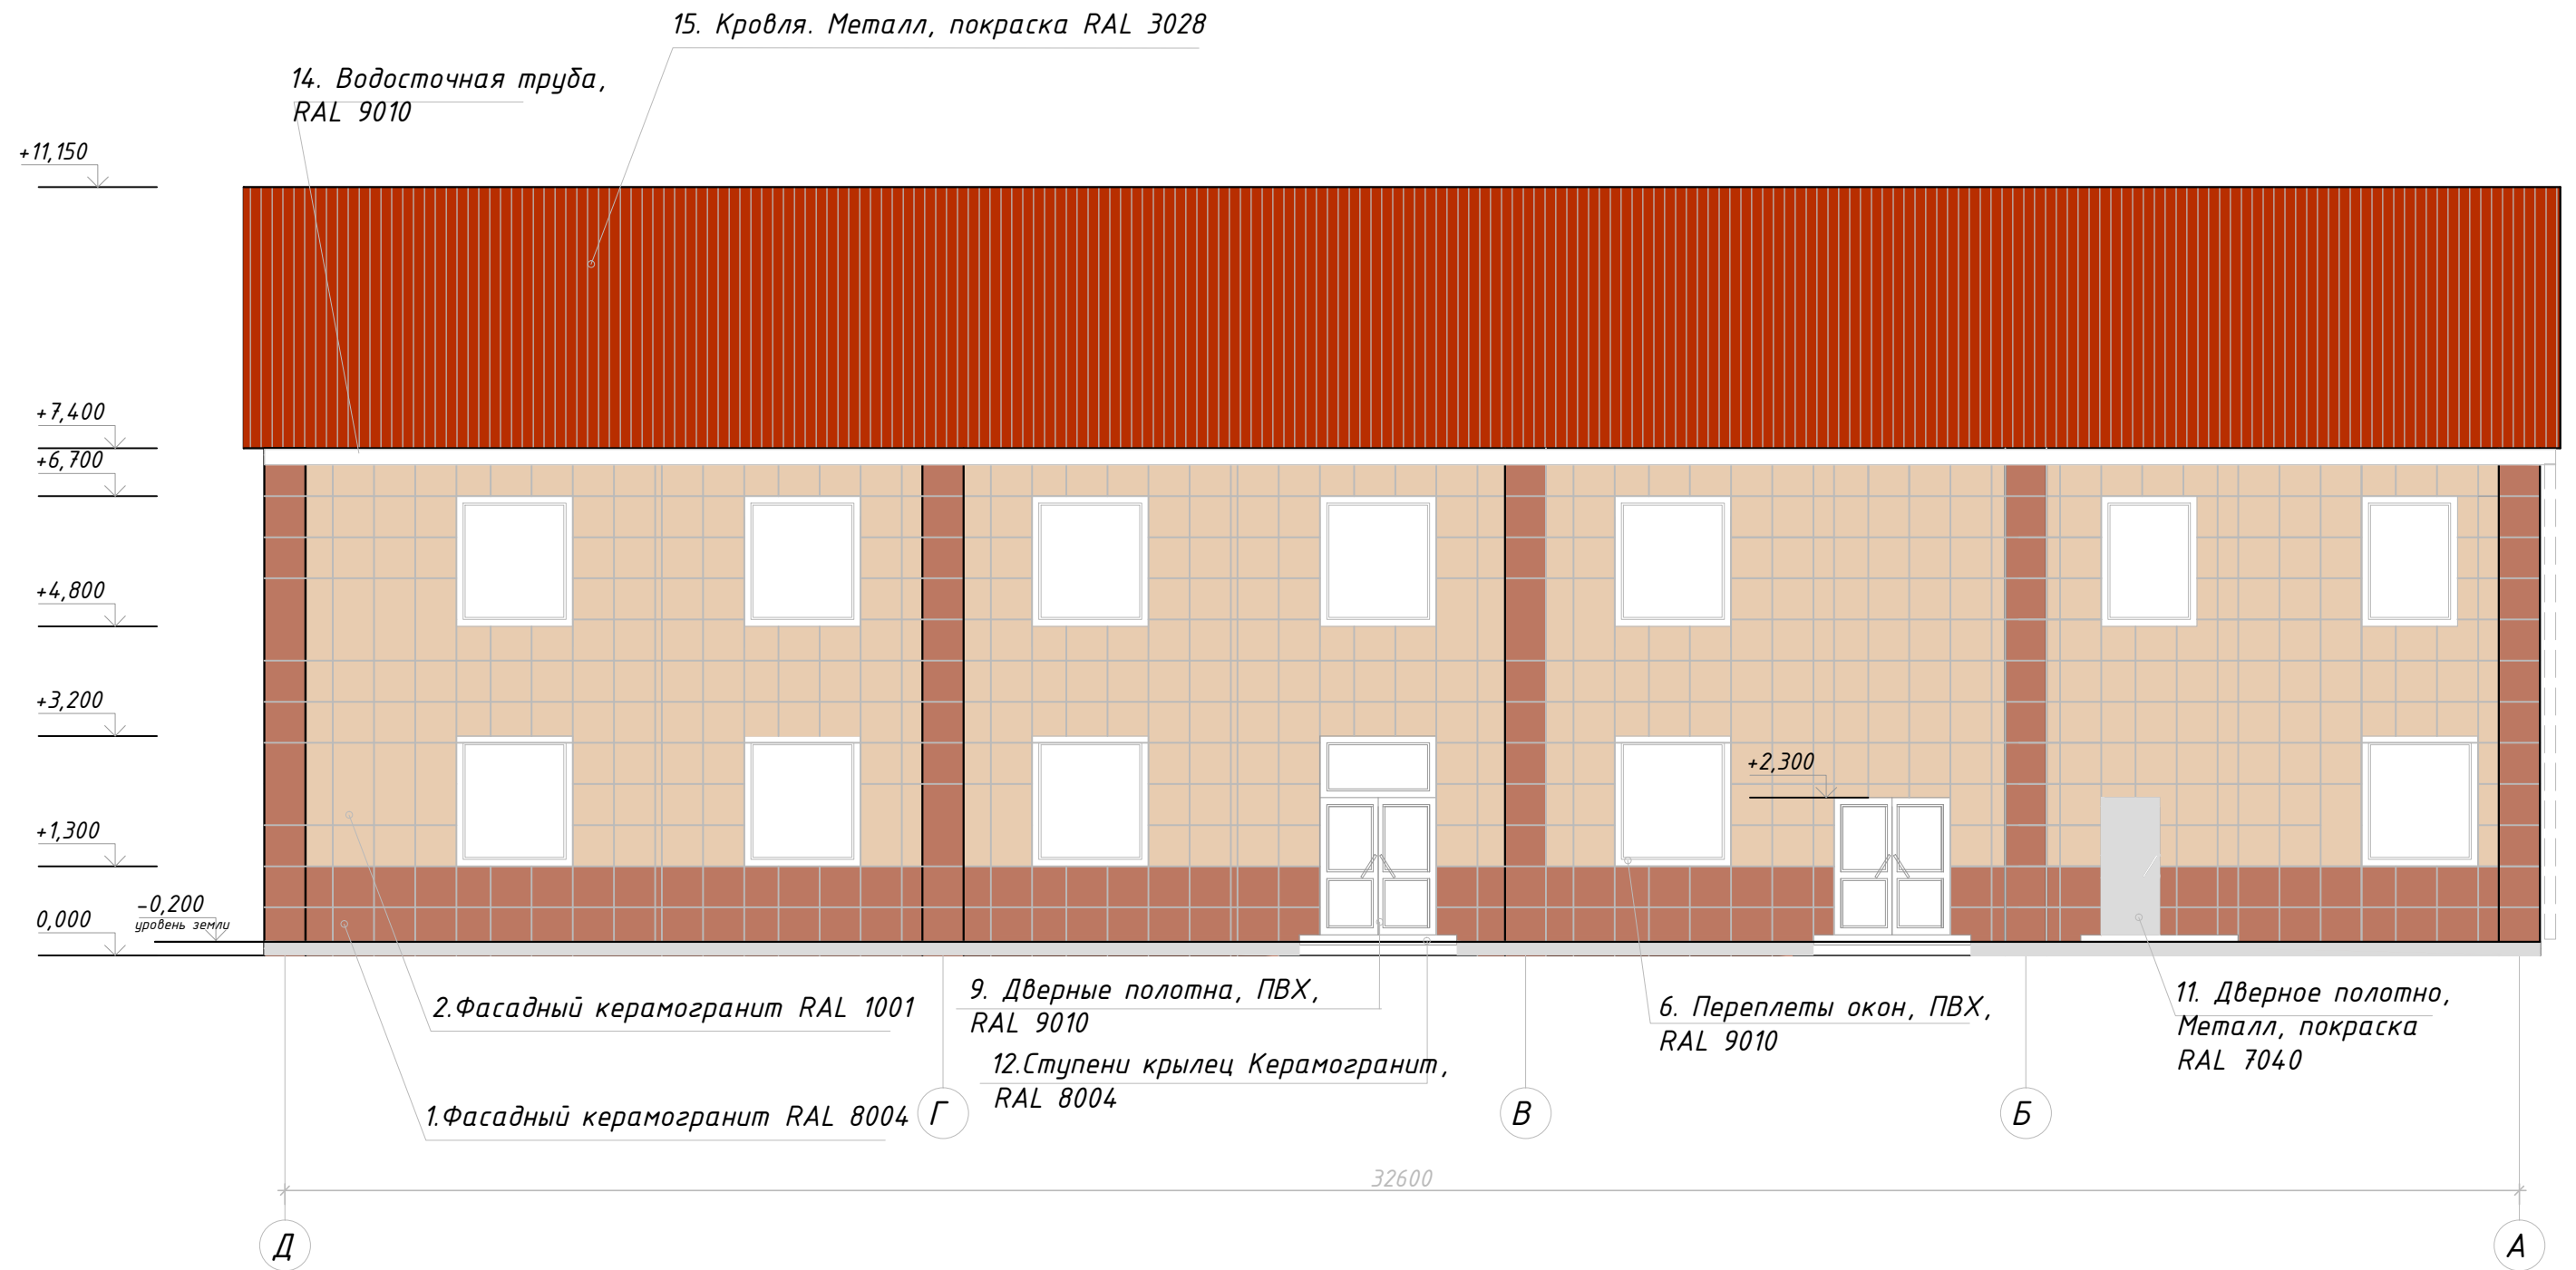 15. Кровля. Металл, покраска RAL 3028
14. Водосточная труба,
RAL 9010
+11,150
+7,400
+6,700
+4,800
+3,200
+2,300
+1,300
-0,200
уровень земли
0,000
2.Фасадный керамогранит RAL 1001
9. Дверные полотна, ПВХ,
RAL 9010
6. Переплеты окон, ПВХ,
RAL 9010
11. Дверное полотно,
Металл, покраска
RAL 7040
12.Ступени крылец Керамогранит,
RAL 8004
1.Фасадный керамогранит RAL 8004
Г
В
Б
32600
Д
А